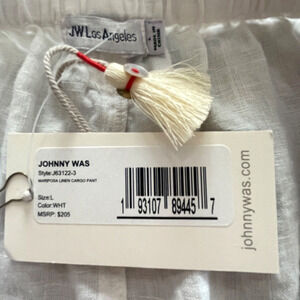 JW Los Angeles
L
JOHNNY WAS
Style:J63122-3
MARIPOSA LINEN CARGO PANT
Size:L
Color:WHT
MSRP: $205
1 93107 89445 7
johnnywas.com